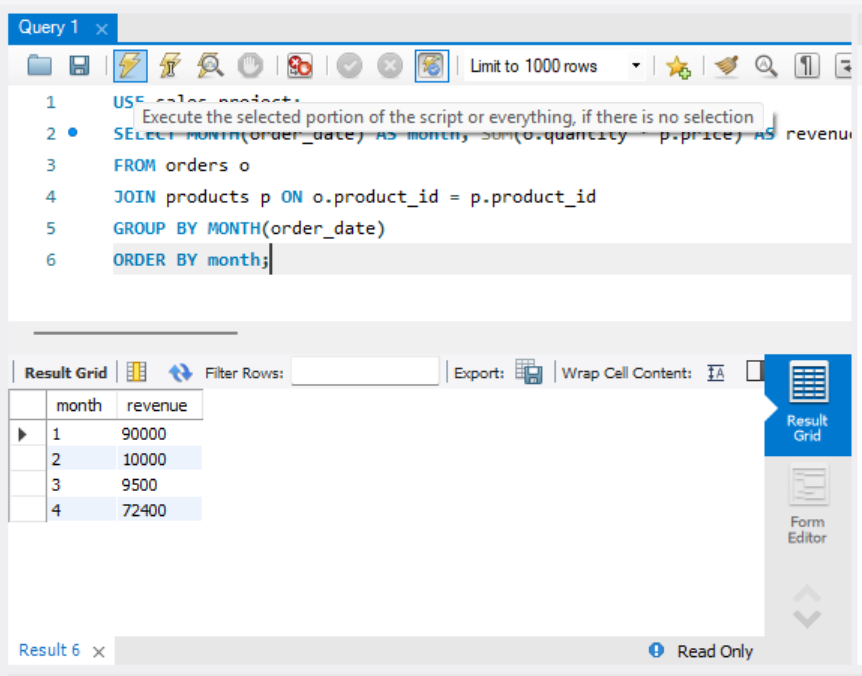 Query 1
Limit to 1000 rows
1 USE sales_project;
Execute the selected portion of the script or everything, if there is no selection
2 SELECT MONTH(order_date) AS month, SUM(o.quantity * p.price) AS revenue
3 FROM orders o
4 JOIN products p ON o.product_id = p.product_id
5 GROUP BY MONTH(order_date)
6 ORDER BY month;
Result Grid Filter Rows: Export: Wrap Cell Content: IA
month revenue
1 90000
2 10000
3 9500
4 72400
Result
Grid
Form
Editor
Result 6 Read Only